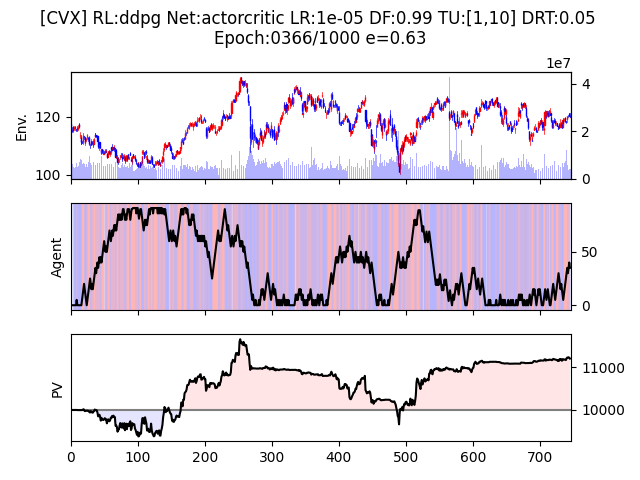 [CVX] RL:ddpg Net:actorcritic LR:1e-05 DF:0.99 TU:[1,10] DRT:0.05
Epoch:0366/1000 e=0.63
1e7
Env.
120
100
4
2
0
Agent
50
0
PV
11000
10000
0 100 200 300 400 500 600 700